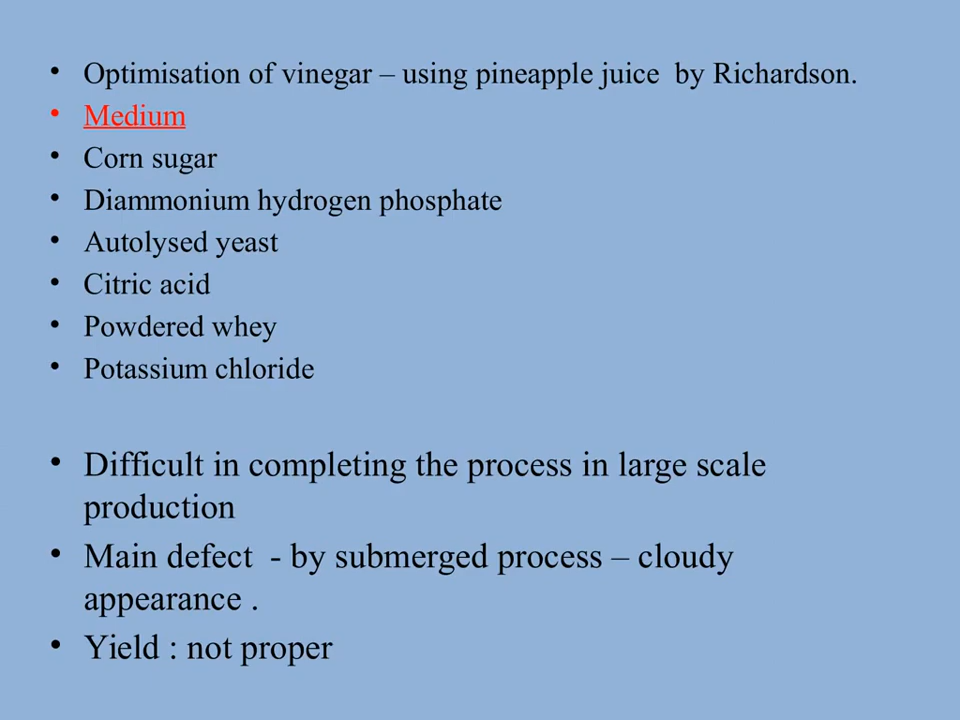 • Optimisation of vinegar – using pineapple juice  by Richardson.
• Medium
• Corn sugar
• Diammonium hydrogen phosphate
• Autolysed yeast
• Citric acid
• Powdered whey
• Potassium chloride
• Difficult in completing the process in large scale
production
• Main defect  - by submerged process – cloudy
appearance .
• Yield : not proper